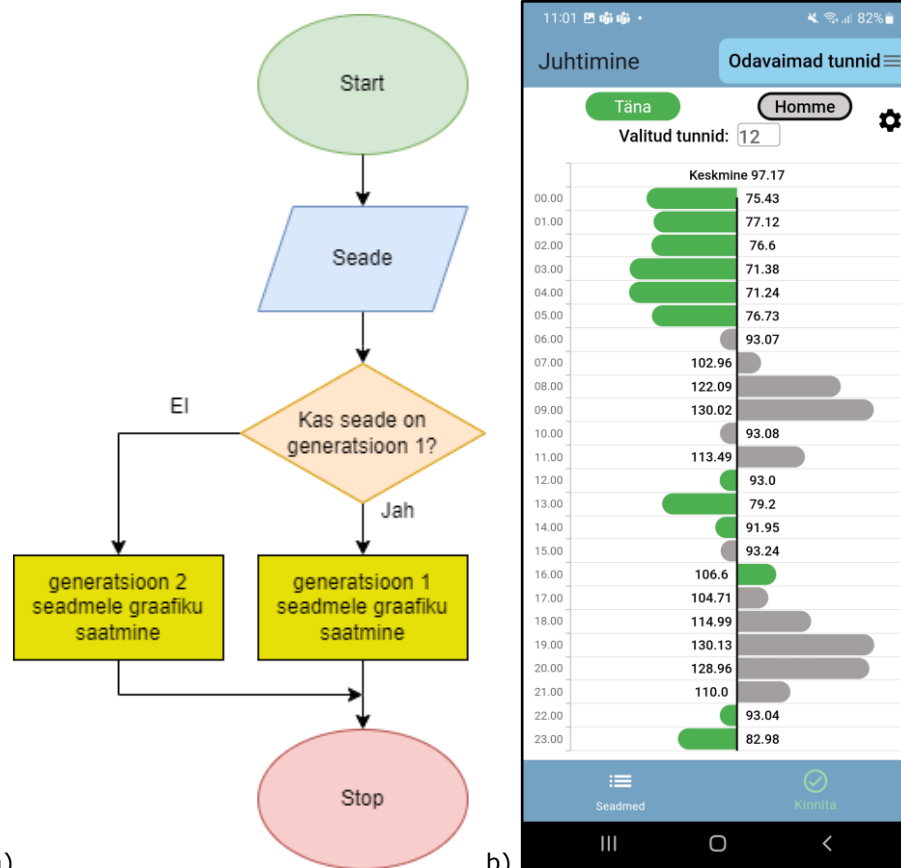 Start
Seade
Kas seade on
generatsioon 1?
EI
Jah
generatsioon 2
seadmele graafiku
saatmine
generatsioon 1
seadmele graafiku
saatmine
Stop
a)
b)
11:01 82%
Juhtimine
Odavaimad tunnid
Täna
Homme
Valitud tunnid: 12
Keskmine 97.17
00.00 75.43
01.00 77.12
02.00 76.6
03.00 71.38
04.00 71.24
05.00 76.73
06.00 93.07
07.00 102.96
08.00 122.09
09.00 130.02
10.00 93.08
11.00 113.49
12.00 93.0
13.00 79.2
14.00 91.95
15.00 93.24
16.00 106.6
17.00 104.71
18.00 114.99
19.00 130.13
20.00 128.96
21.00 110.0
22.00 93.04
23.00 82.98
Seadmed
Kinnita